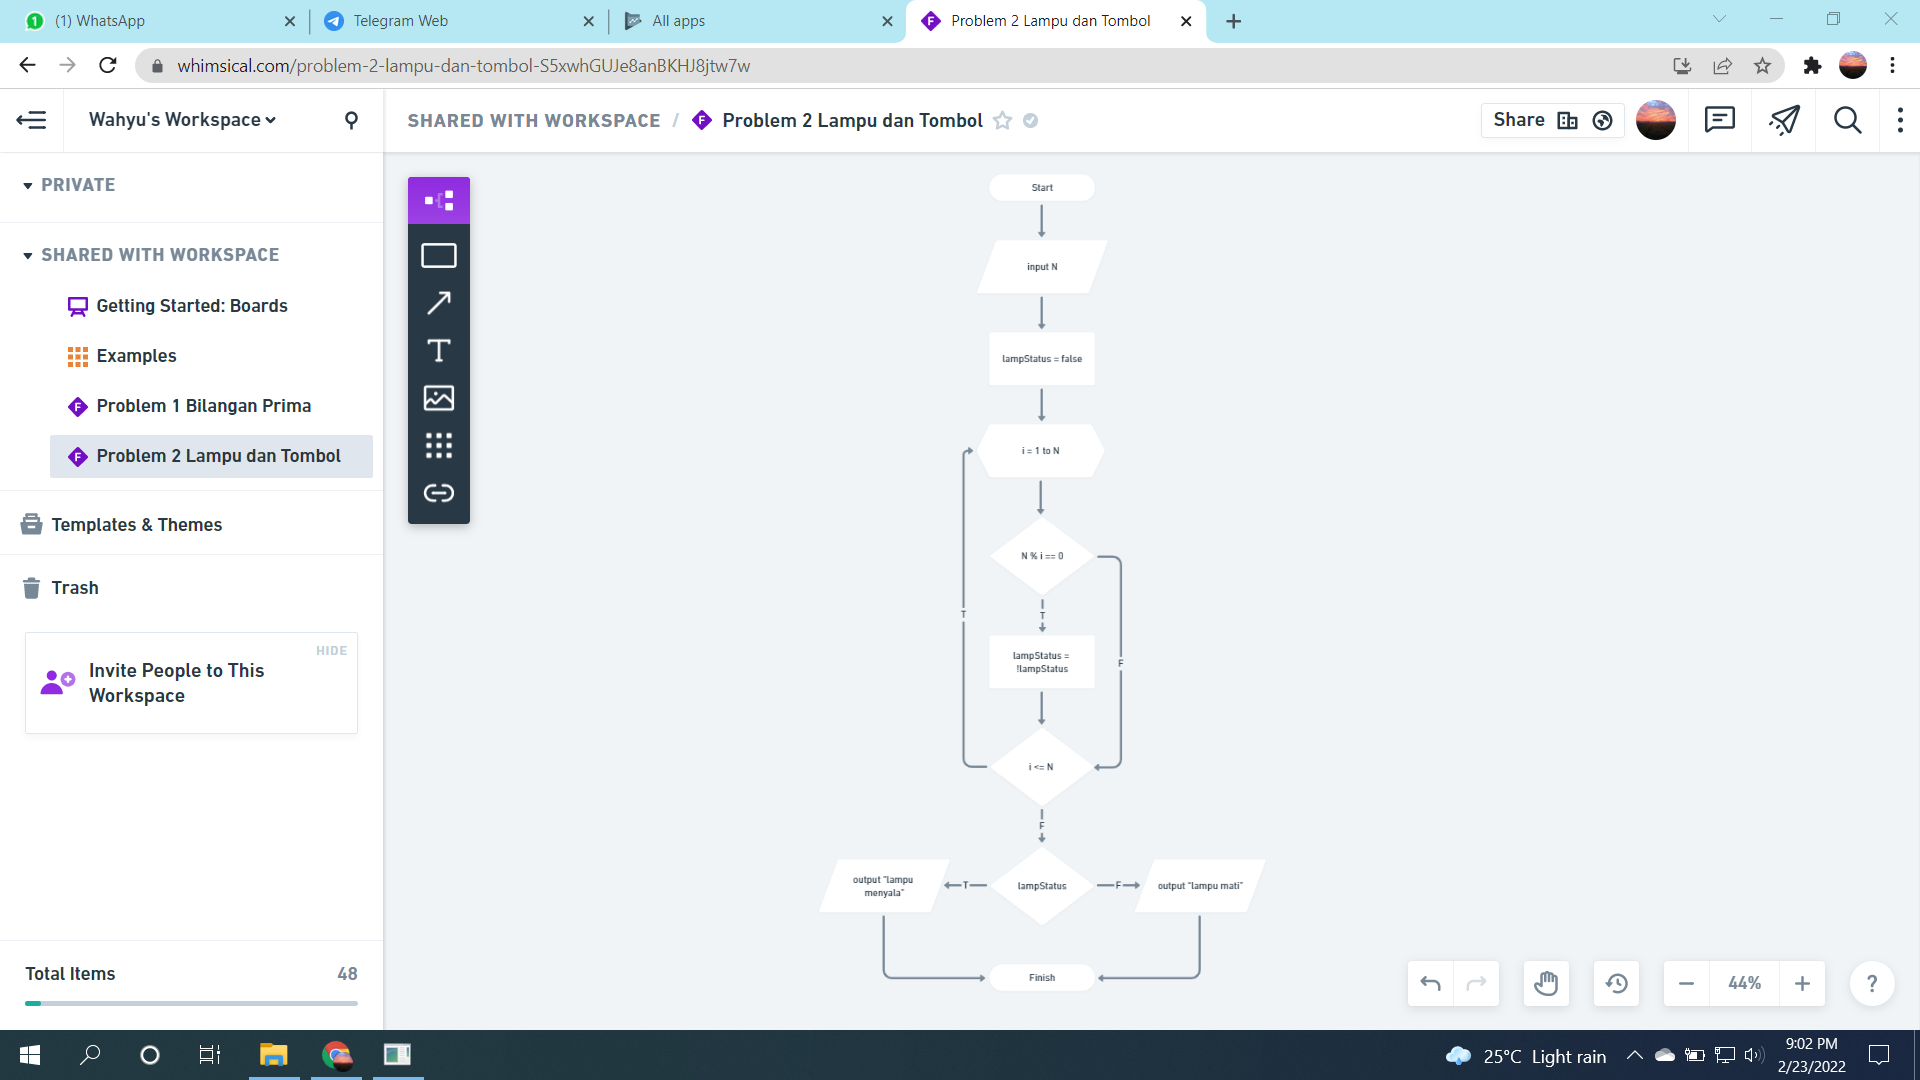 (1) WhatsApp
Telegram Web
All apps
Problem 2 Lampu dan Tombol
whimsical.com/problem-2-lampu-dan-tombol-S5xwhGUJe8anBKHJ8jtw7w
Wahyu's Workspace
SHARED WITH WORKSPACE / Problem 2 Lampu dan Tombol
Share
PRIVATE
SHARED WITH WORKSPACE
Getting Started: Boards
Examples
Problem 1 Bilangan Prima
Problem 2 Lampu dan Tombol
Templates & Themes
Trash
HIDE
Invite People to This
Workspace
Total Items 48
Start
input N
lampStatus = false
i = 1 to N
N % i == 0
T
T
lampStatus =
!lampStatus
F
i <= N
F
output "lampu
menyala"
T
lampStatus
F
output "lampu mati"
Finish
44%
?
25°C Light rain
9:02 PM
2/23/2022